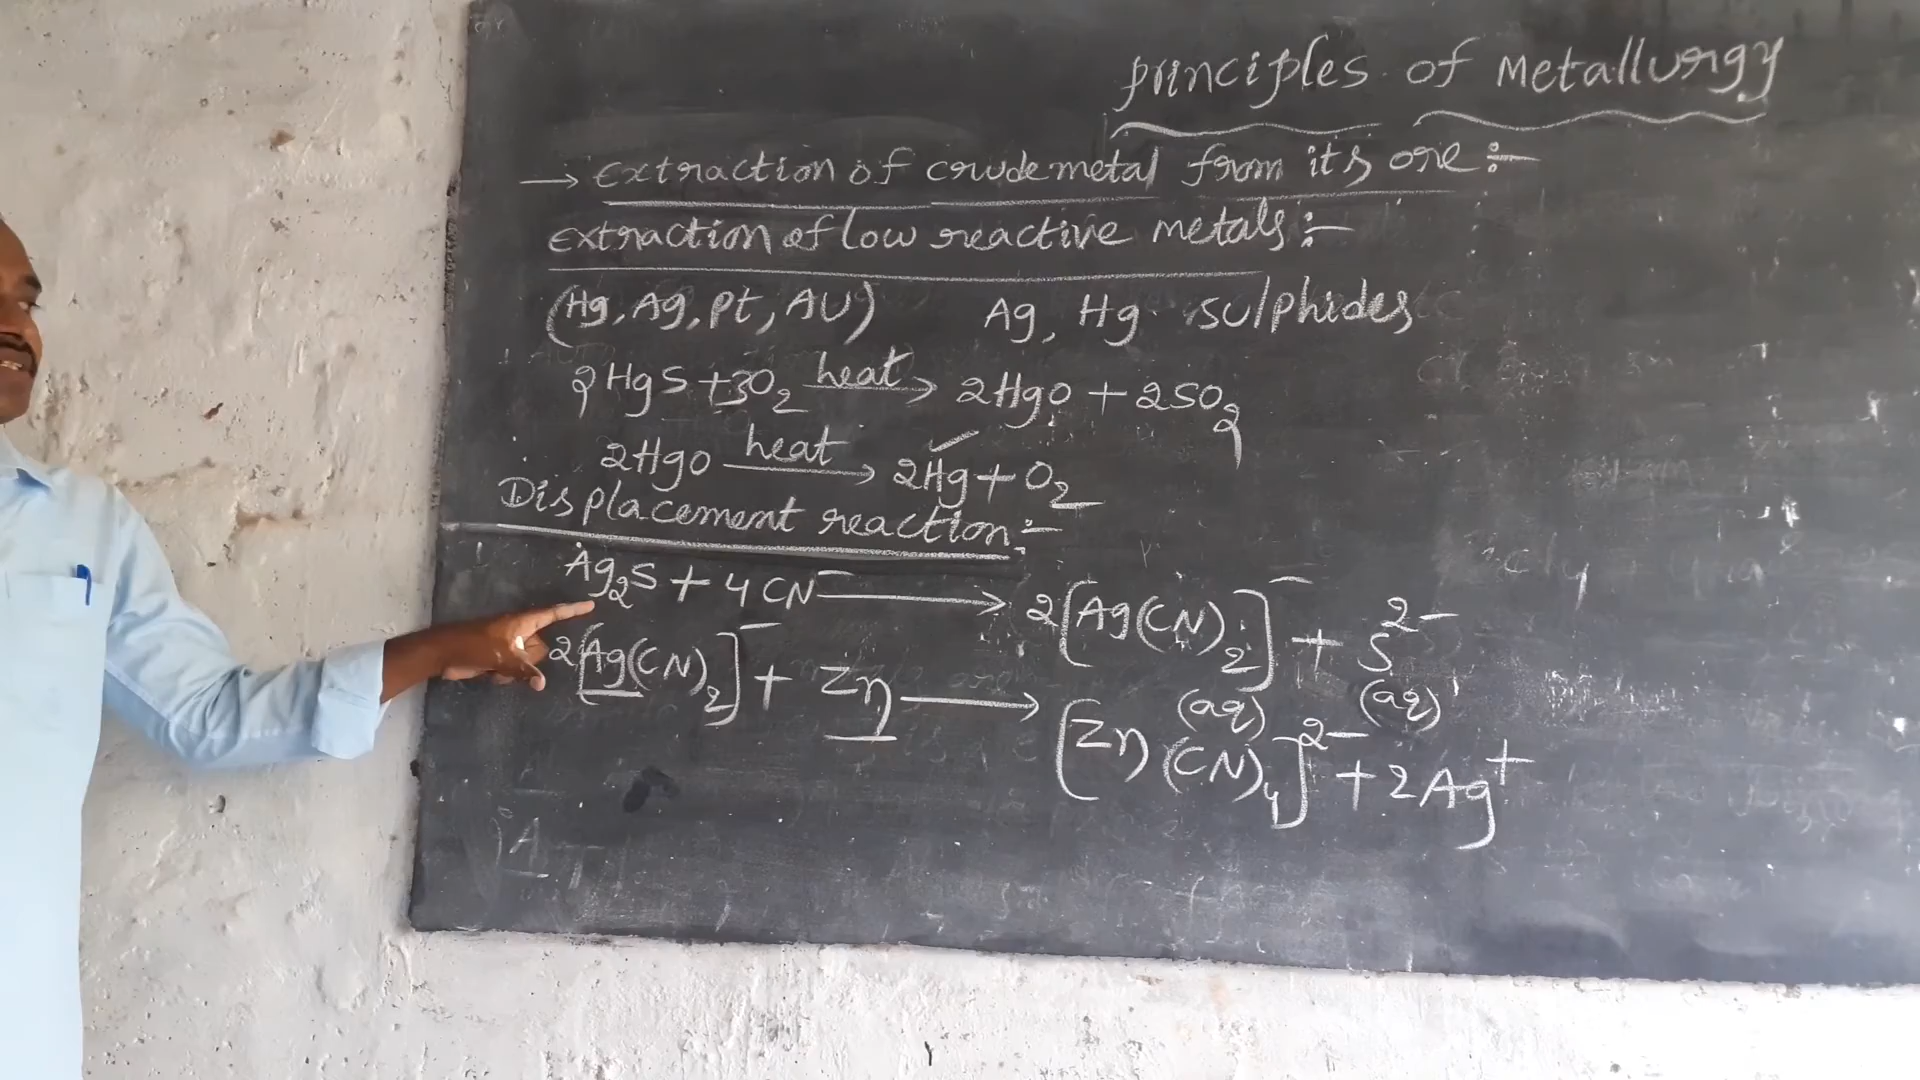 Principles of Metallurgy
→ Extraction of crude metal from its ore :-
Extraction of low reactive metals :-
(Hg, Ag, Pt, AU) Ag, Hg sulphides
2HgS + 3O₂ heat → 2HgO + 2SO₂
2HgO heat → 2Hg + O₂
Displacement reaction :-
Ag₂S + 4CN⁻ → 2[Ag(CN)₂]⁻ + S²⁻
(aq) (aq)
2[Ag(CN)₂]⁻ + Zn → [Zn(CN)₄]²⁻ + 2Ag⁺